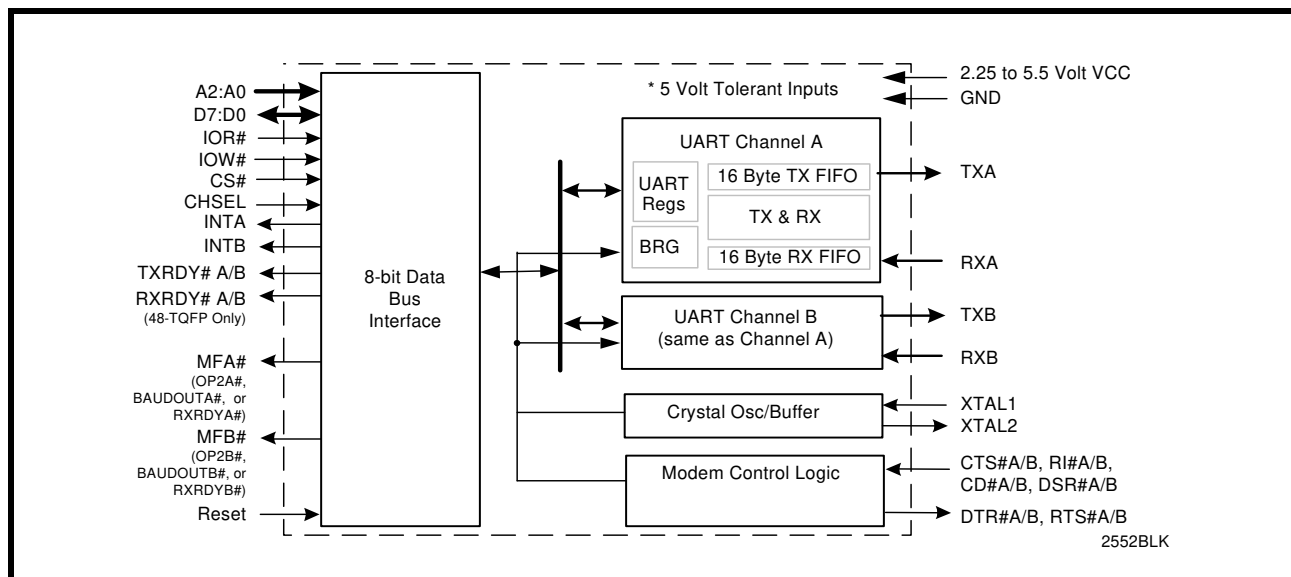 A2:A0
D7:D0
IOR#
IOW#
CS#
CHSEL
INTA
INTB
TXRDY# A/B
RXRDY# A/B
(48-TQFP Only)
MFA#
(OP2A#,
BAUDOUTA#, or
RXRDYA#)
MFB#
(OP2B#,
BAUDOUTB#, or
RXRDYB#)
Reset
8-bit Data
Bus
Interface
* 5 Volt Tolerant Inputs
UART Channel A
UART
Regs
BRG
16 Byte TX FIFO
TX & RX
16 Byte RX FIFO
UART Channel B
(same as Channel A)
Crystal Osc/Buffer
Modem Control Logic
2.25 to 5.5 Volt VCC
GND
TXA
RXA
TXB
RXB
XTAL1
XTAL2
CTS#A/B, RI#A/B,
CD#A/B, DSR#A/B
DTR#A/B, RTS#A/B
2552BLK